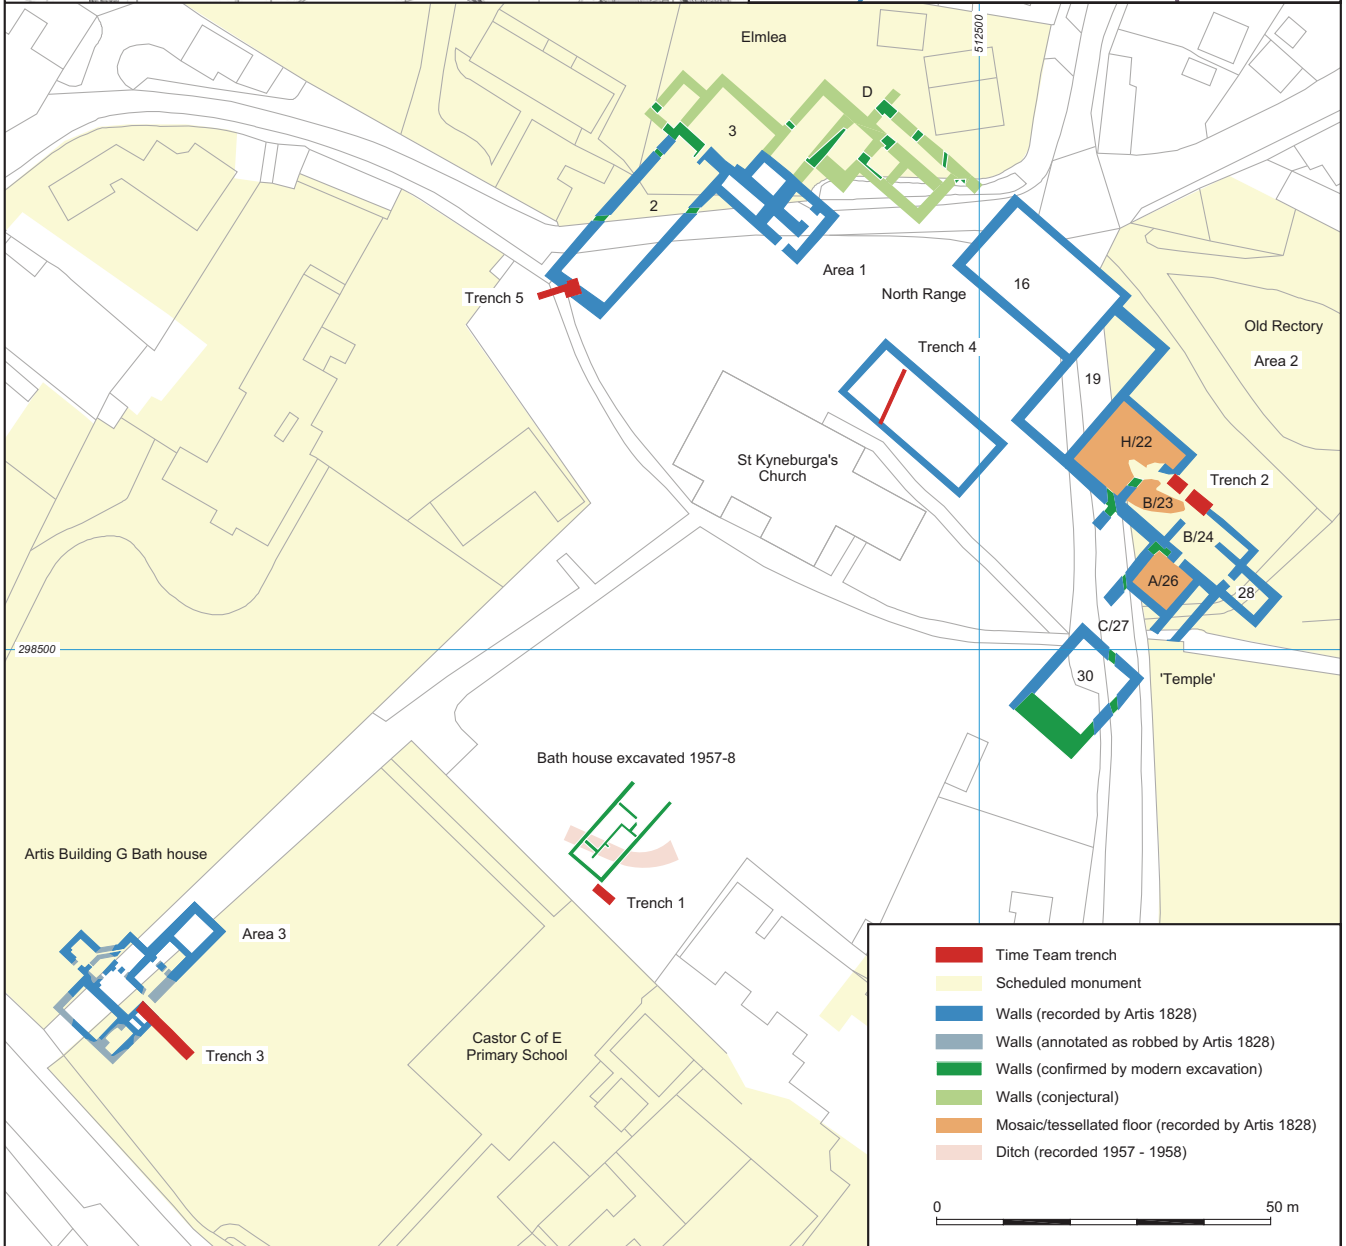 Elmlea
512500
D
3
2
Area 1
Trench 5
North Range
16
Old Rectory
Area 2
Trench 4
19
H/22
St Kyneburga's
Church
Trench 2
B/23
B/24
A/26
28
C/27
298500
30
'Temple'
Bath house excavated 1957-8
Artis Building G Bath house
Trench 1
Area 3
Castor C of E
Primary School
Trench 3
Time Team trench
Scheduled monument
Walls (recorded by Artis 1828)
Walls (annotated as robbed by Artis 1828)
Walls (confirmed by modern excavation)
Walls (conjectural)
Mosaic/tessellated floor (recorded by Artis 1828)
Ditch (recorded 1957 - 1958)
0 50 m